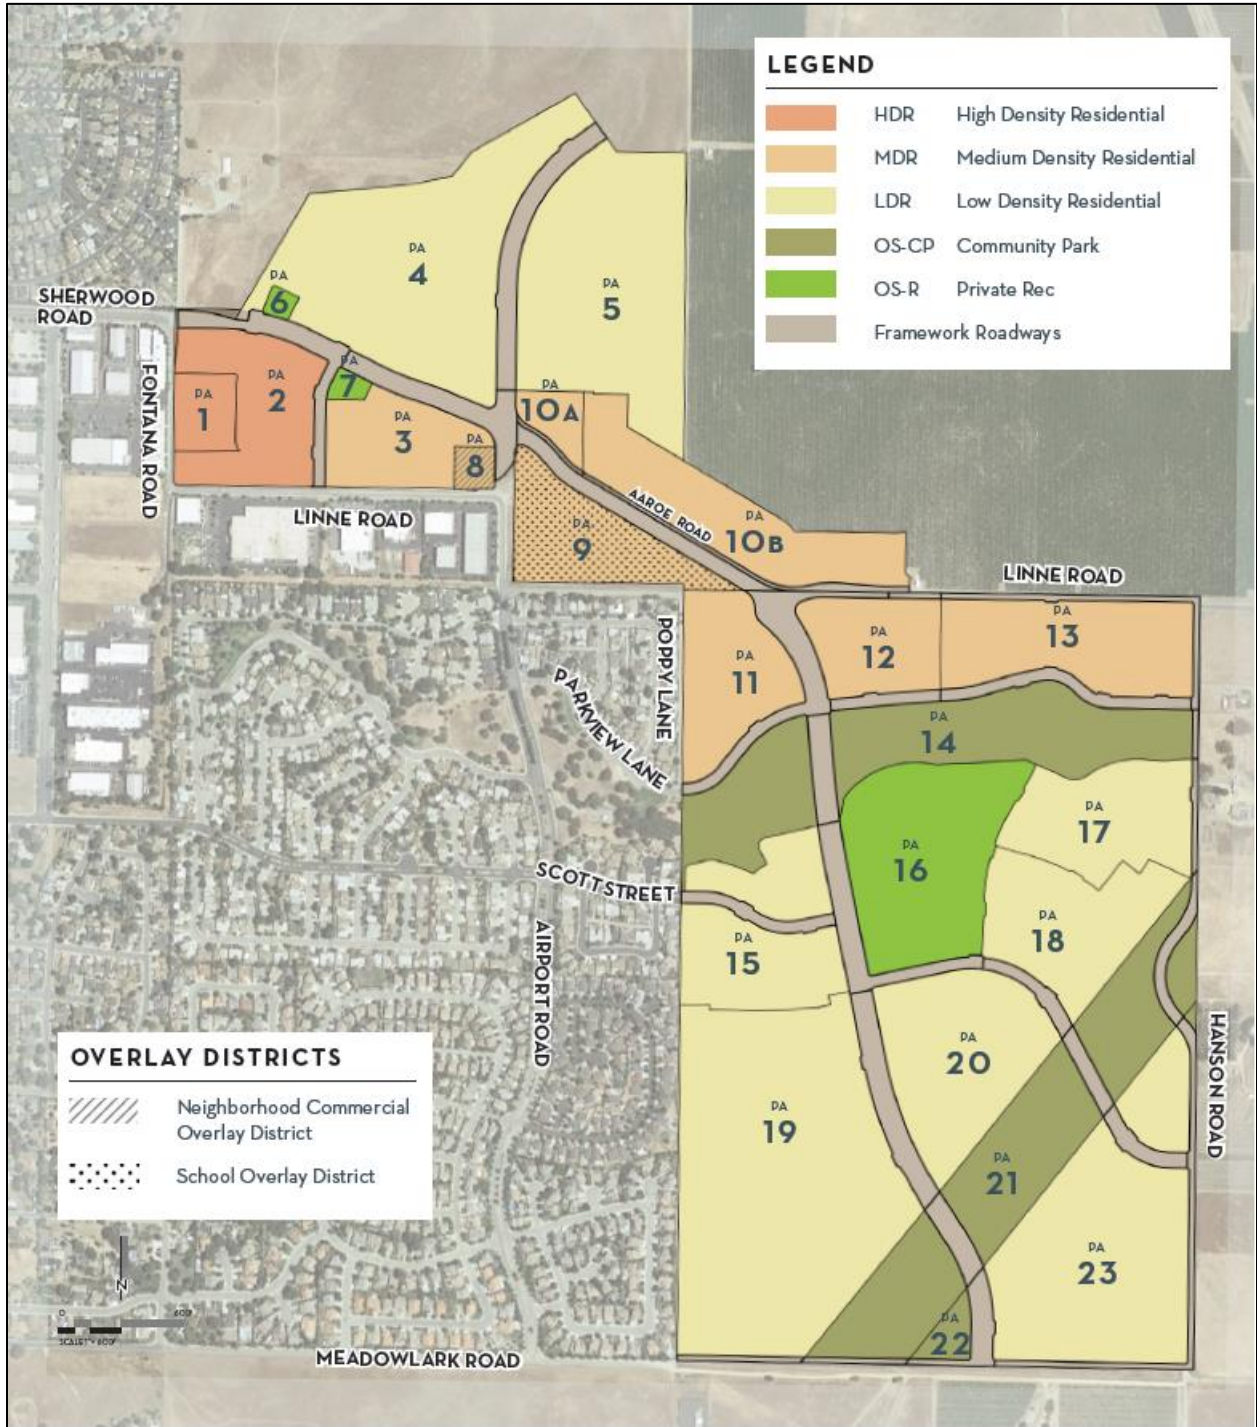 LEGEND
HDR High Density Residential
MDR Medium Density Residential
LDR Low Density Residential
OS-CP Community Park
OS-R Private Rec
Framework Roadways
PA
4
PA
5
PA
6
SHERWOOD
ROAD
FONTANA ROAD
PA
1
PA
2
PA
7
PA
3
PA
8
PA
10A
PA
9
AAROE ROAD
PA
10B
LINNE ROAD
LINNE ROAD
POPPY LANE
PARKVIEW LANE
PA
11
PA
12
PA
13
PA
14
PA
16
PA
17
SCOTT STREET
AIRPORT ROAD
PA
15
PA
18
HANSON ROAD
PA
19
PA
20
PA
21
PA
22
PA
23
OVERLAY DISTRICTS
Neighborhood Commercial
Overlay District
School Overlay District
N
0 600'
SCALE: 1" = 600'
MEADOWLARK ROAD